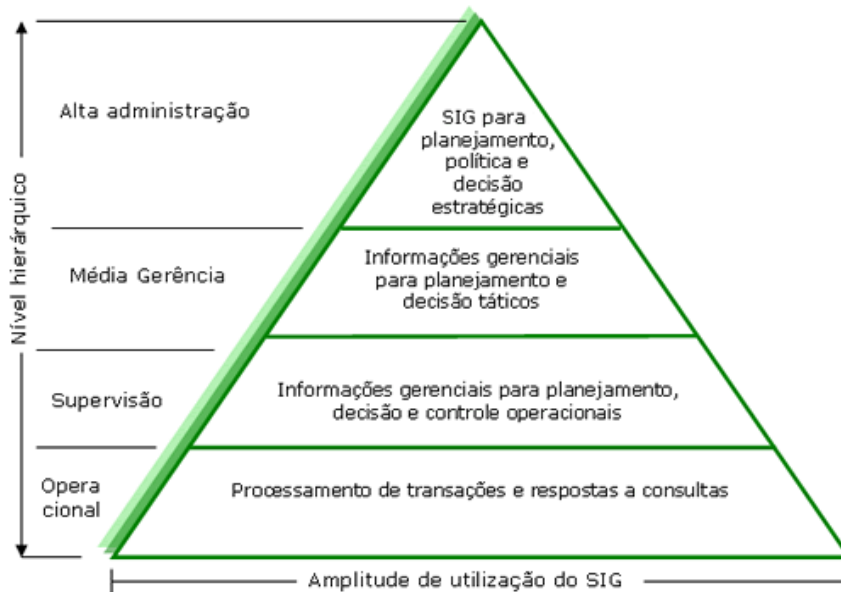 Nível hierárquico
Alta administração
SIG para
planejamento,
política e
decisão
estratégicas
Média Gerência
Informações gerenciais
para planejamento e
decisão táticos
Supervisão
Informações gerenciais para planejamento,
decisão e controle operacionais
Opera
cional
Processamento de transações e respostas a consultas
Amplitude de utilização do SIG